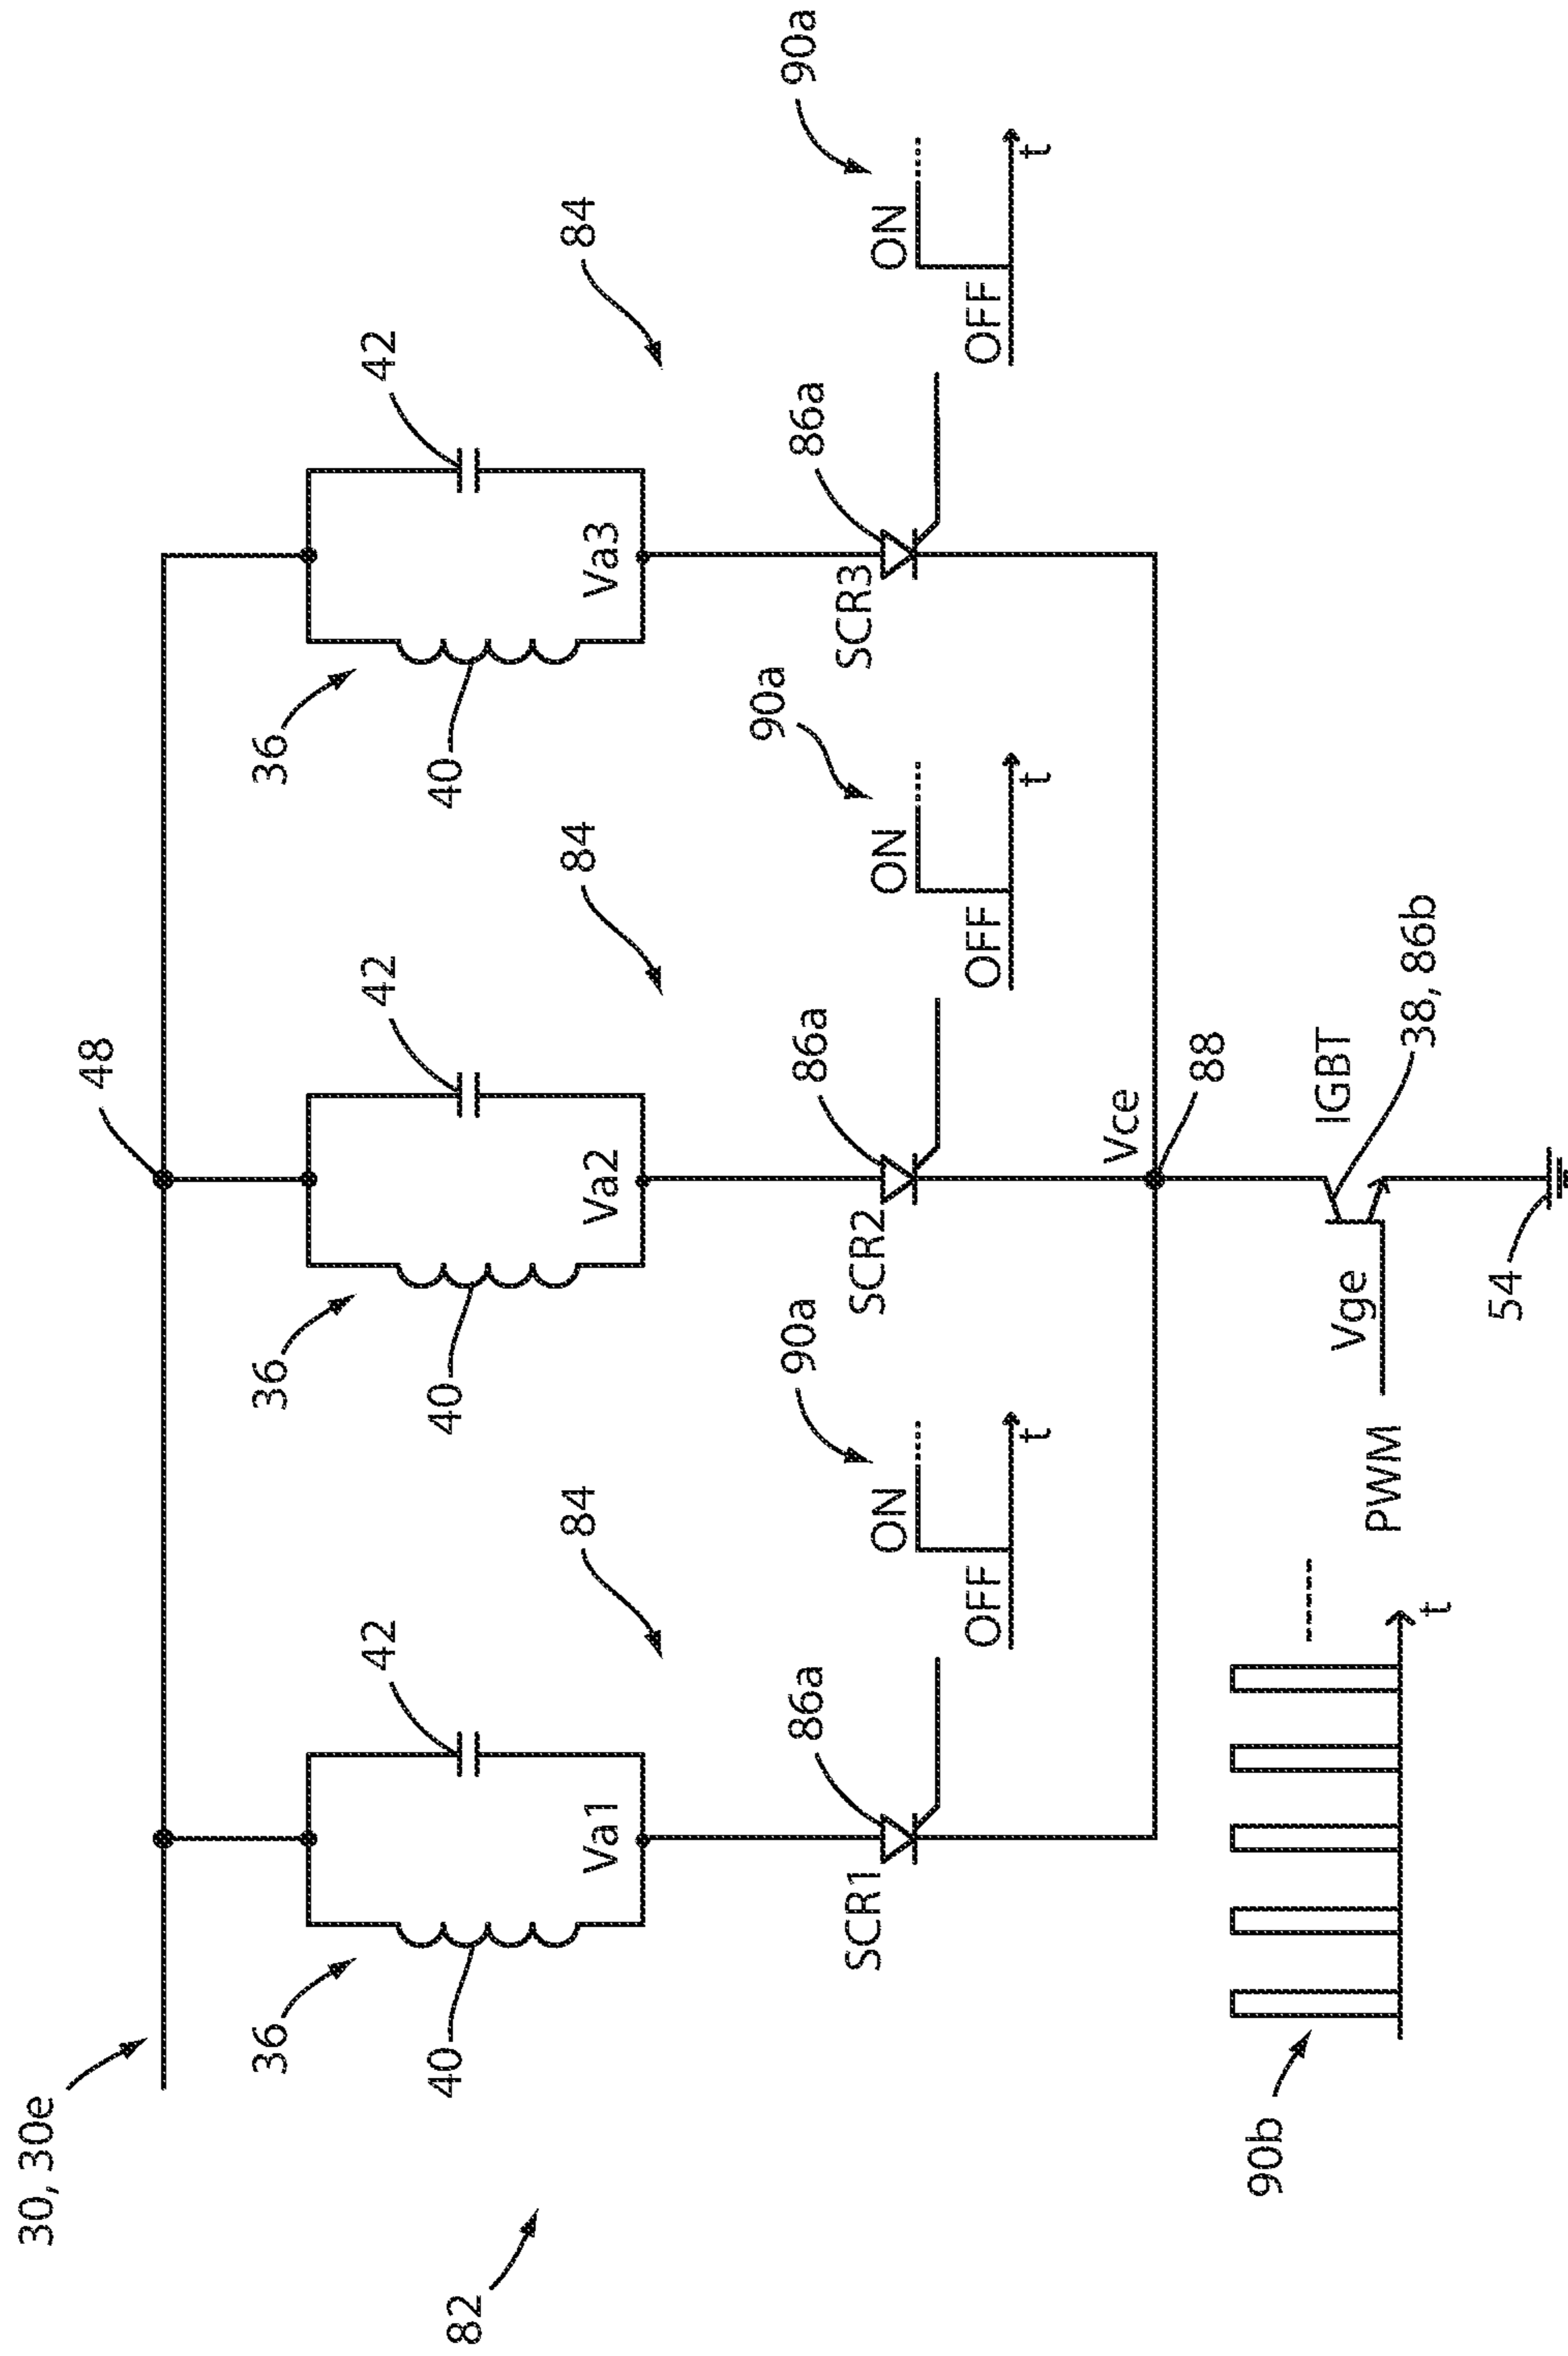 30, 30e
48
82
36
42
40
Va1
84
36
42
40
Va2
84
36
42
40
Va3
84
SCR1
86a
ON
OFF
t
90a
SCR2
86a
ON
OFF
t
90a
SCR3
86a
ON
OFF
t
90a
Vce
88
90b
t
PWM
Vge
IGBT
38, 86b
54